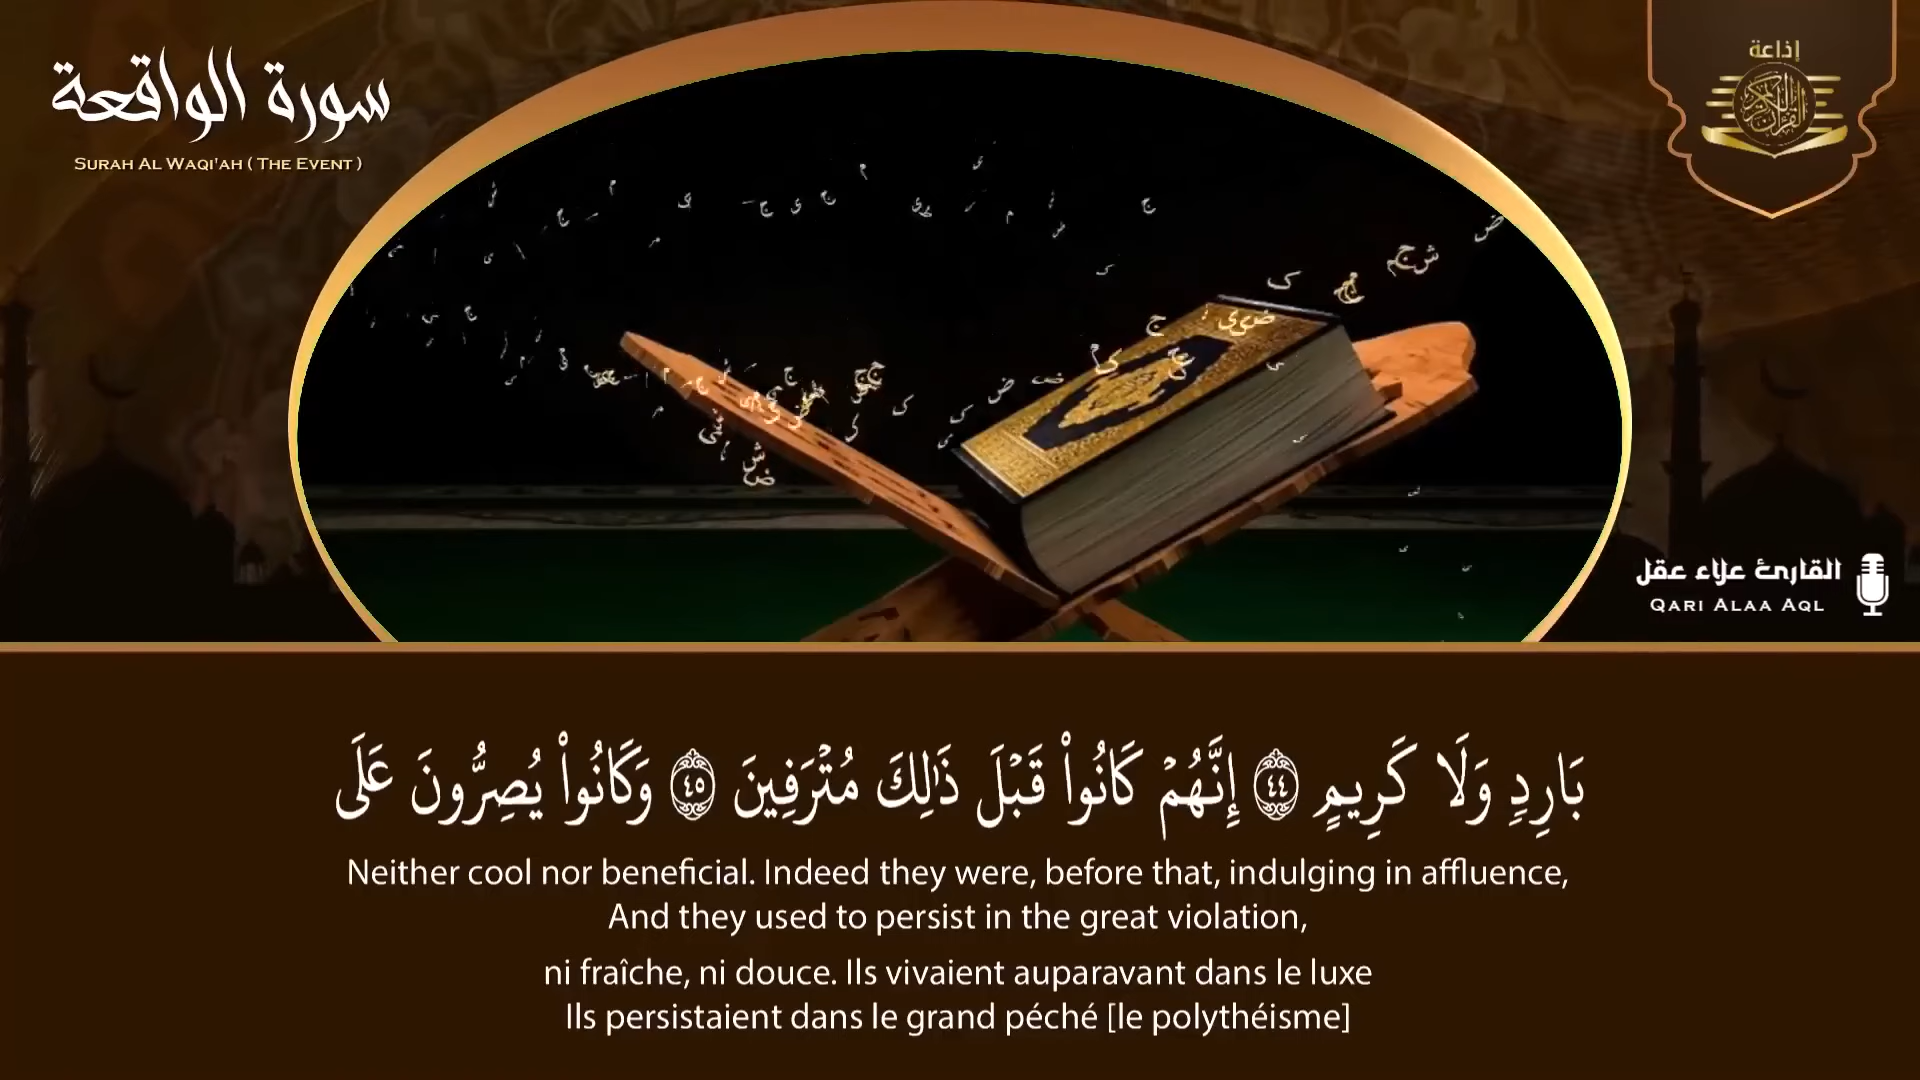 سورة الواقعة
SURAH AL WAQI'AH ( THE EVENT )
إذاعة
القرآن الكريم
القارئ علاء عقل
QARI ALAA AQL
بَارِدٍ وَلَا كَرِيمٍ ٤٤ إِنَّهُمْ كَانُوا۟ قَبْلَ ذَٰلِكَ مُتْرَفِينَ ٤٥ وَكَانُوا۟ يُصِرُّونَ عَلَى
Neither cool nor beneficial. Indeed they were, before that, indulging in affluence,
And they used to persist in the great violation,
ni fraîche, ni douce. Ils vivaient auparavant dans le luxe
Ils persistaient dans le grand péché [le polythéisme]